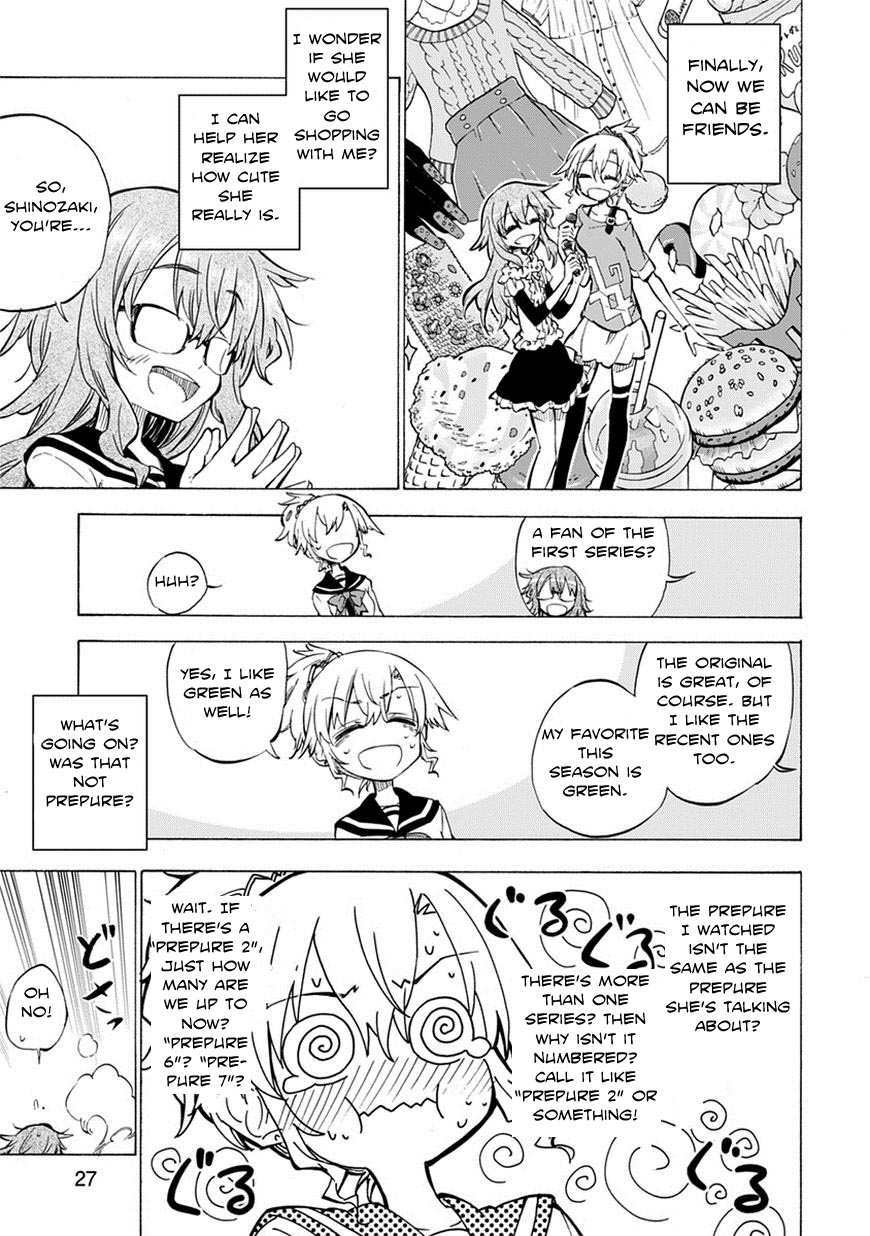 FINALLY,
NOW WE
CAN BE
FRIENDS.
I WONDER
IF SHE
WOULD
LIKE TO
GO
SHOPPING
WITH ME?
I CAN
HELP HER
REALIZE
HOW CUTE
SHE
REALLY IS.
SO,
SHINOZAKI,
YOU'RE...
A FAN OF THE
FIRST SERIES?
HUH?
THE ORIGINAL
IS GREAT, OF
COURSE. BUT
I LIKE THE
RECENT ONES
TOO.
MY FAVORITE
THIS
SEASON IS
GREEN.
YES, I LIKE
GREEN AS
WELL!
WHAT'S
GOING ON?
WAS THAT
NOT
PREPURE?
THE PREPURE
I WATCHED
ISN'T THE
SAME AS THE
PREPURE
SHE'S TALKING
ABOUT?
ぐる
ぐる
THERE'S MORE
THAN ONE
SERIES? THEN
WHY ISN'T IT
NUMBERED?
CALL IT LIKE
"PREPURE 2" OR
SOMETHING!
WAIT. IF
THERE'S A
"PREPURE 2",
JUST HOW
MANY ARE
WE UP TO
NOW?
"PREPURE
6"? "PRE-
PURE 7"?
ぐる
ぐる
どさっ
OH
NO!
27